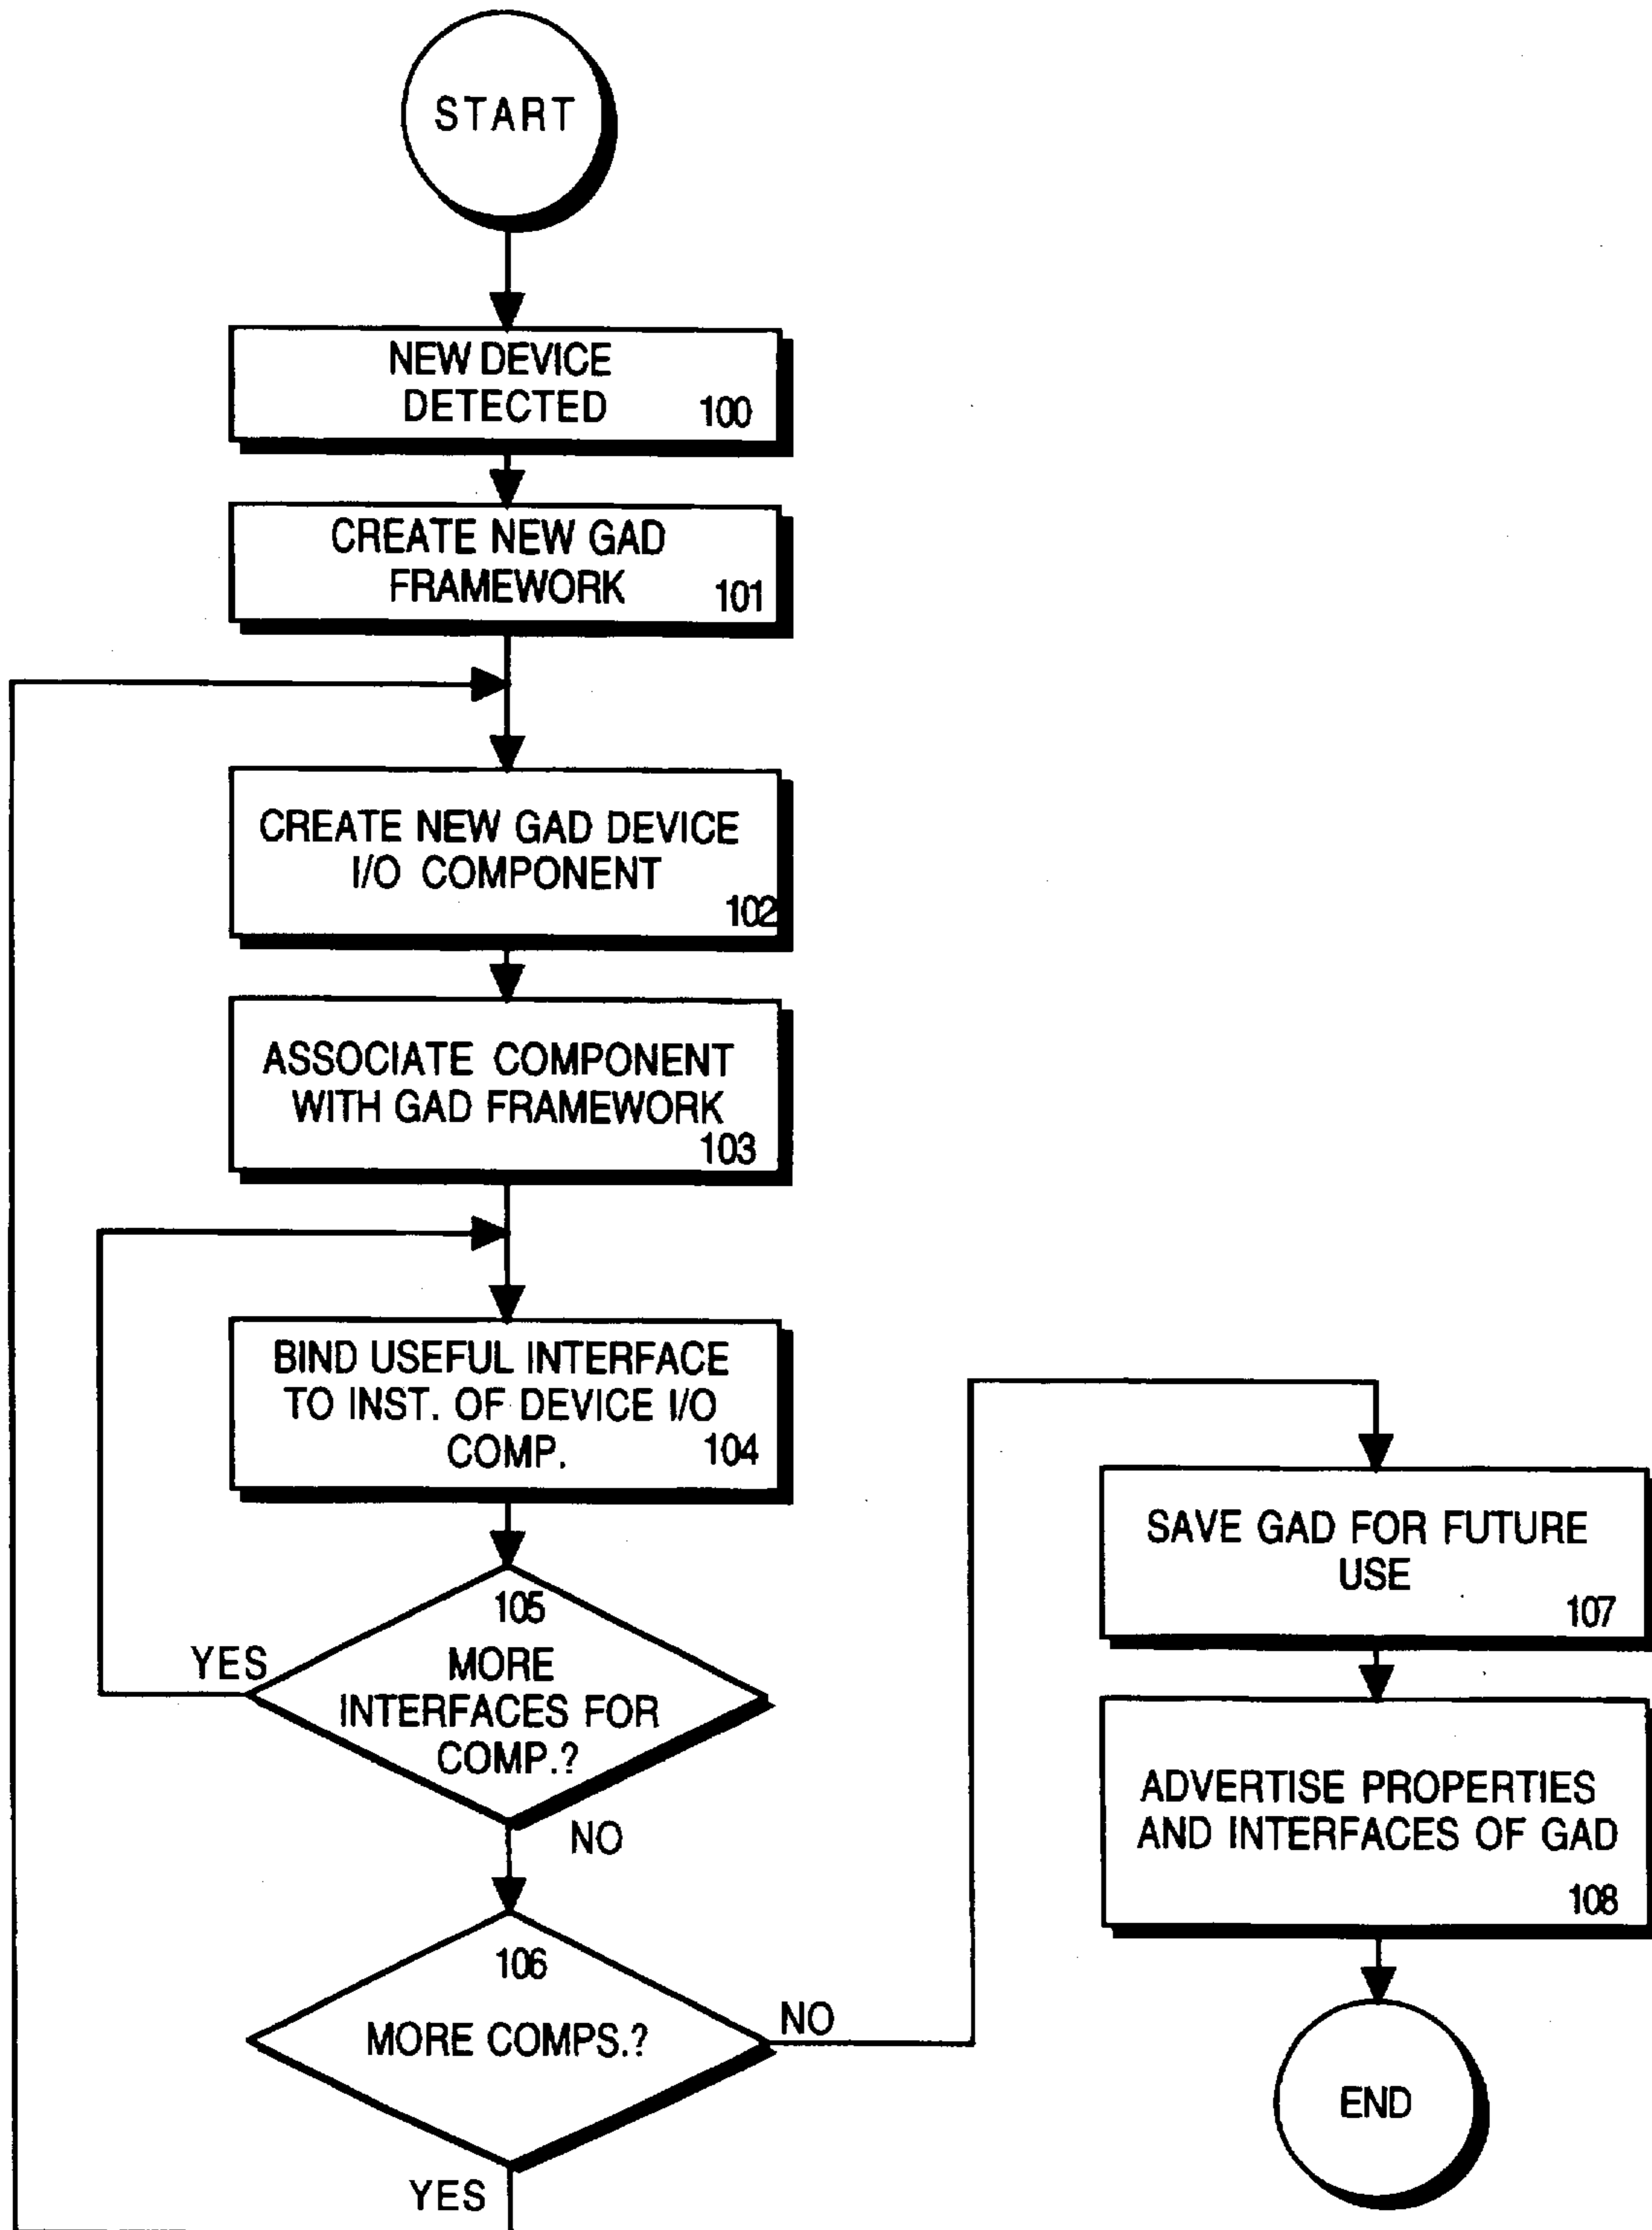 START
NEW DEVICE
DETECTED 100
CREATE NEW GAD
FRAMEWORK 101
CREATE NEW GAD DEVICE
I/O COMPONENT
102
ASSOCIATE COMPONENT
WITH GAD FRAMEWORK
103
BIND USEFUL INTERFACE
TO INST. OF DEVICE I/O
COMP. 104
105
YES
MORE
INTERFACES FOR
COMP.?
NO
106
MORE COMPS.?
NO
YES
SAVE GAD FOR FUTURE
USE
107
ADVERTISE PROPERTIES
AND INTERFACES OF GAD
108
END